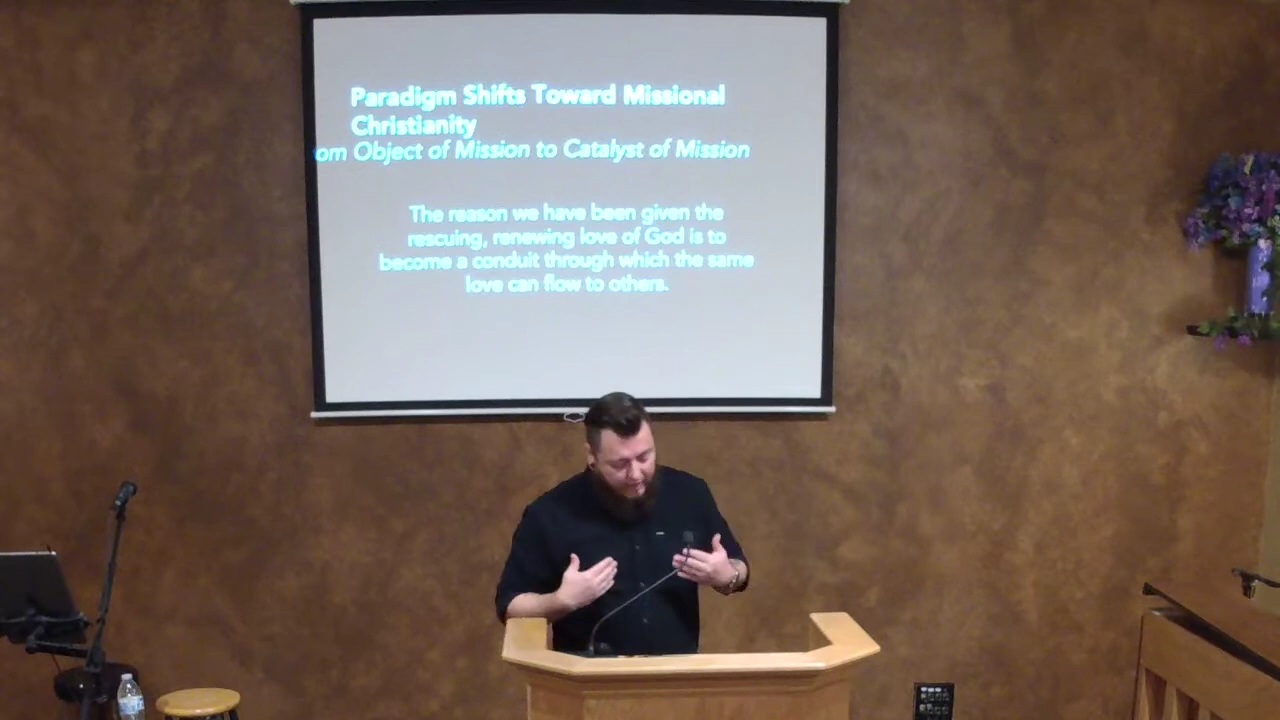 Paradigm Shifts Toward Missional
Christianity
om Object of Mission to Catalyst of Mission
The reason we have been given the
rescuing, renewing love of God is to
become a conduit through which the same
love can flow to others.